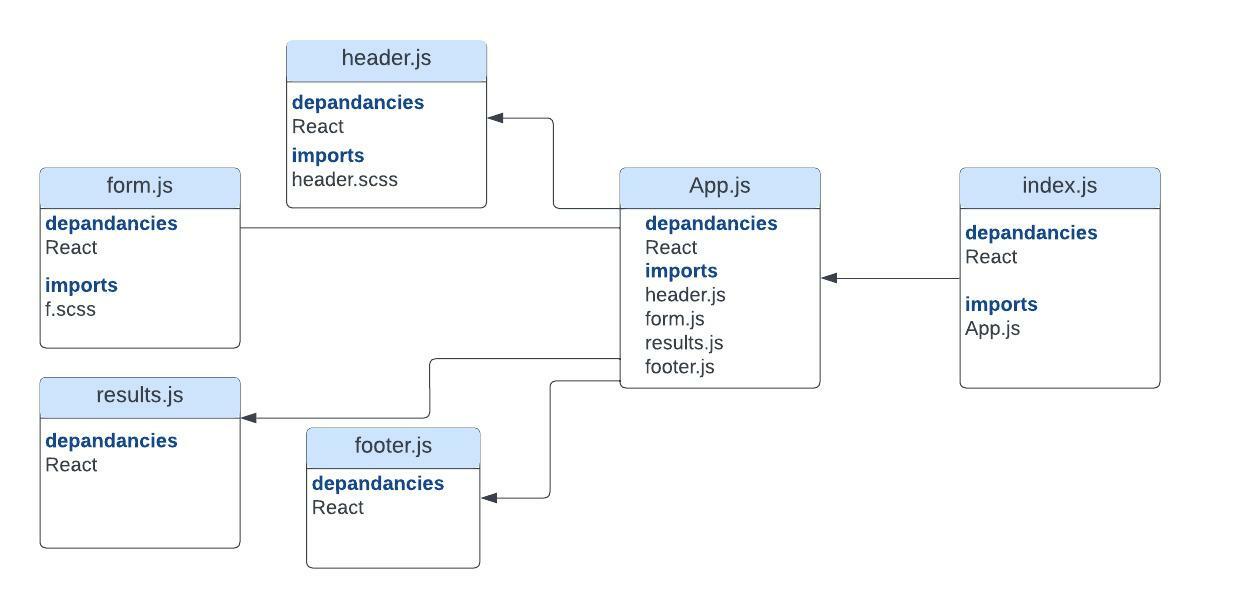 header.js
depandancies
React
imports
header.scss
form.js
depandancies
React
imports
f.scss
App.js
depandancies
React
imports
header.js
form.js
results.js
footer.js
index.js
depandancies
React
imports
App.js
results.js
depandancies
React
footer.js
depandancies
React